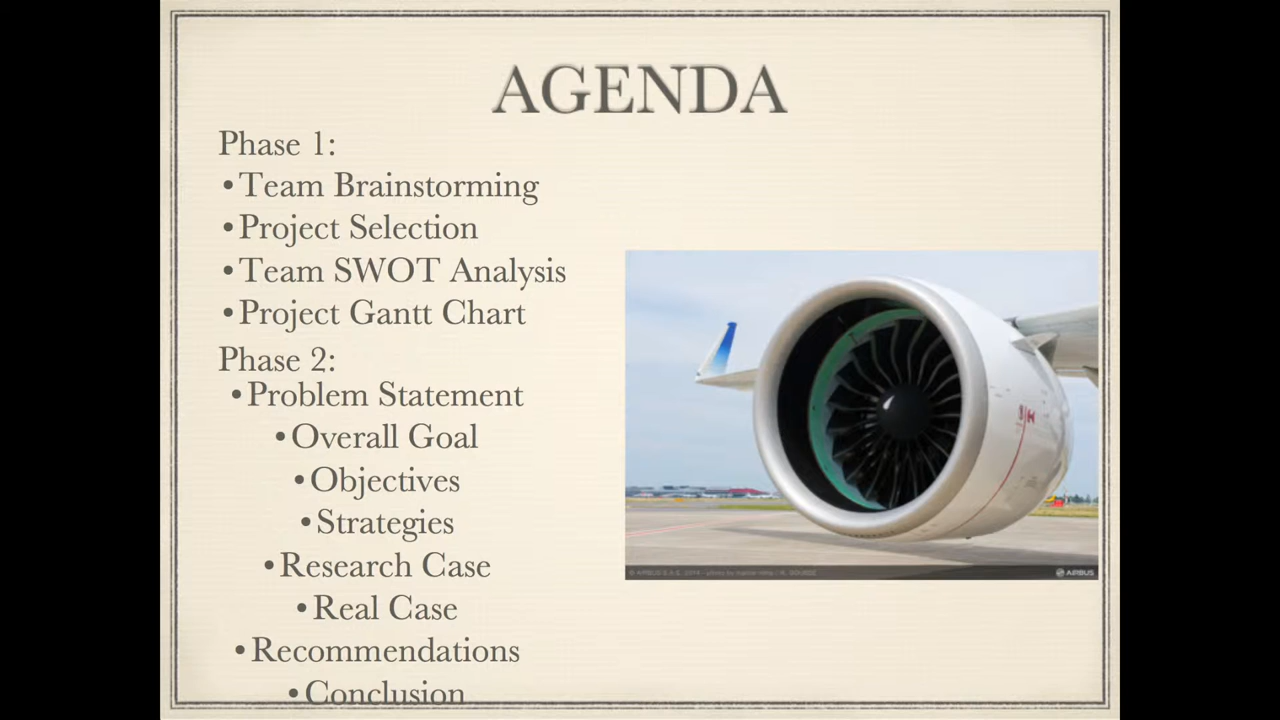 AGENDA
Phase 1:
•Team Brainstorming
•Project Selection
•Team SWOT Analysis
•Project Gantt Chart
Phase 2:
•Problem Statement
•Overall Goal
•Objectives
•Strategies
•Research Case
•Real Case
•Recommendations
•Conclusion
AIRBUS